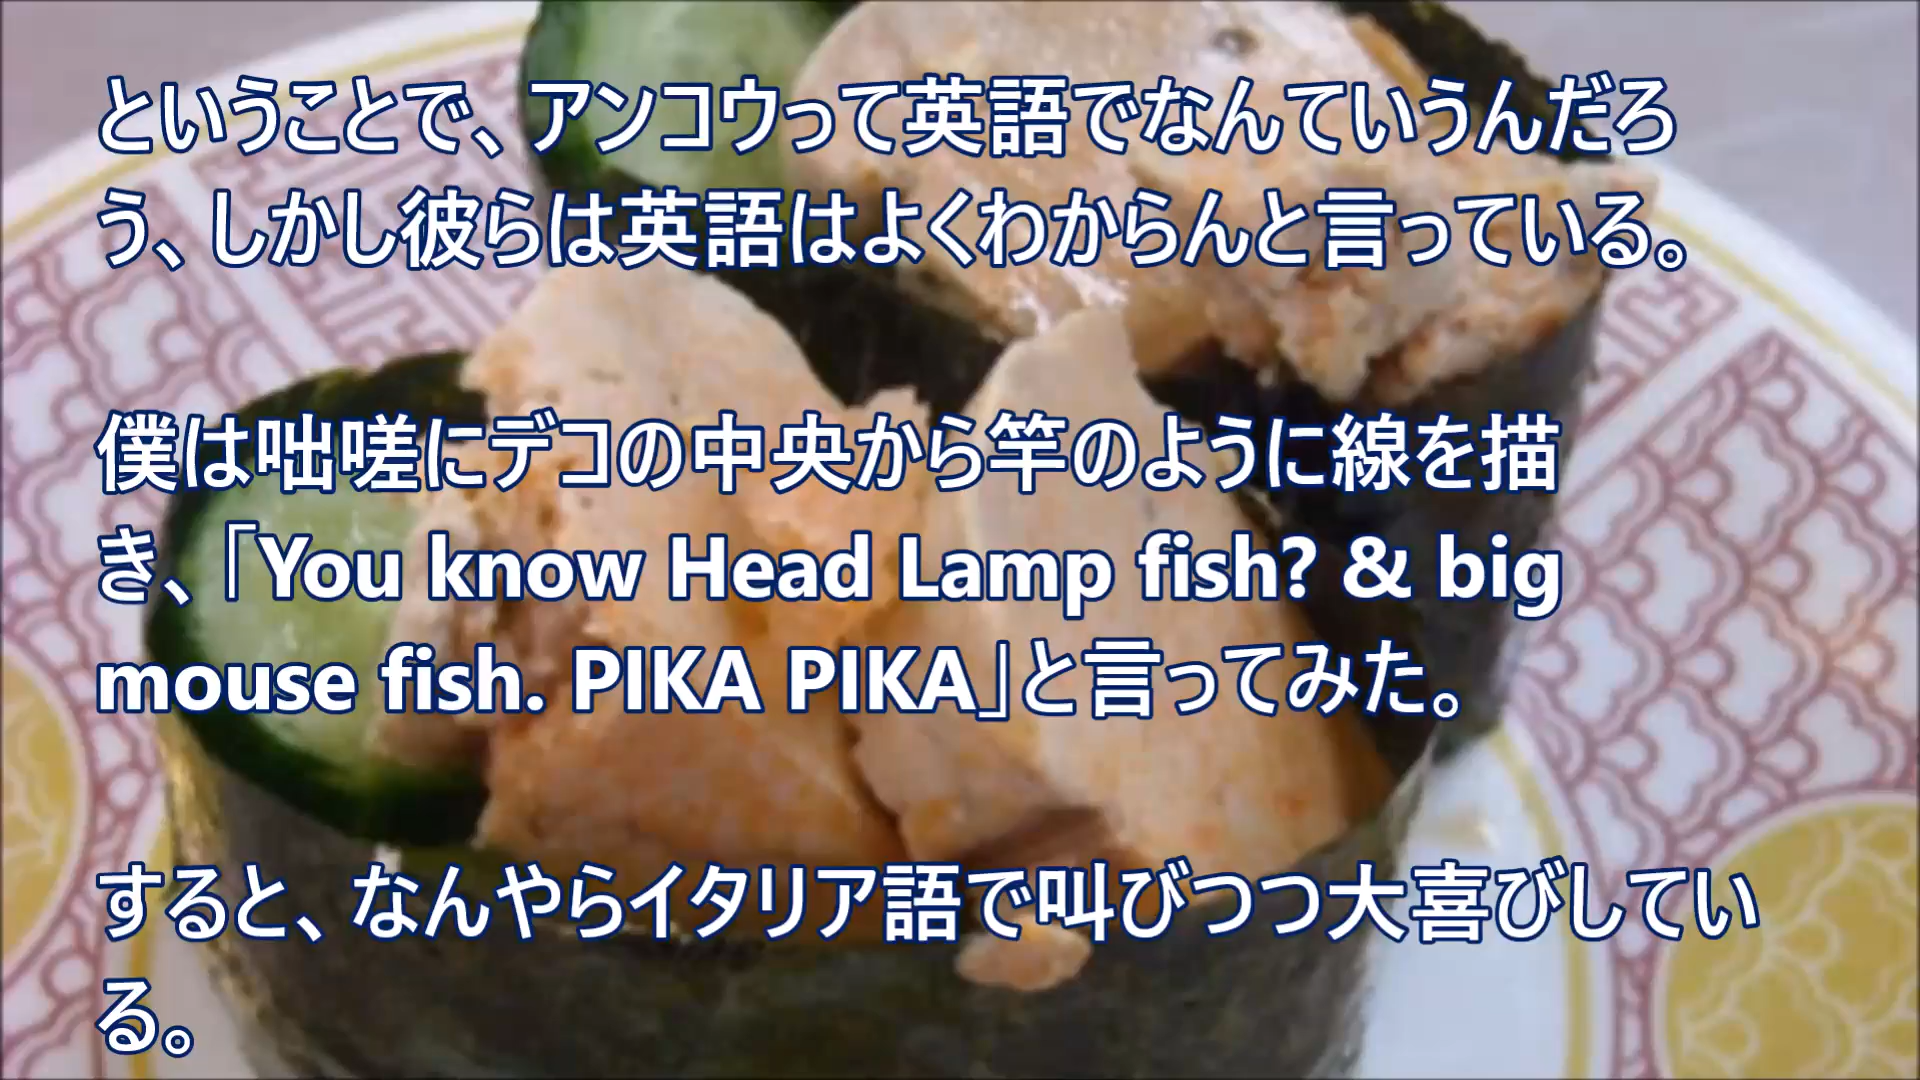 ということで、アンコウって英語でなんていうんだろ
う、しかし彼らは英語はよくわからんと言っている。
僕は咄嗟にデコの中央から竿のように線を描
き、「You know Head Lamp fish? & big
mouse fish. PIKA PIKA」と言ってみた。
すると、なんやらイタリア語で叫びつつ大喜びしてい
る。